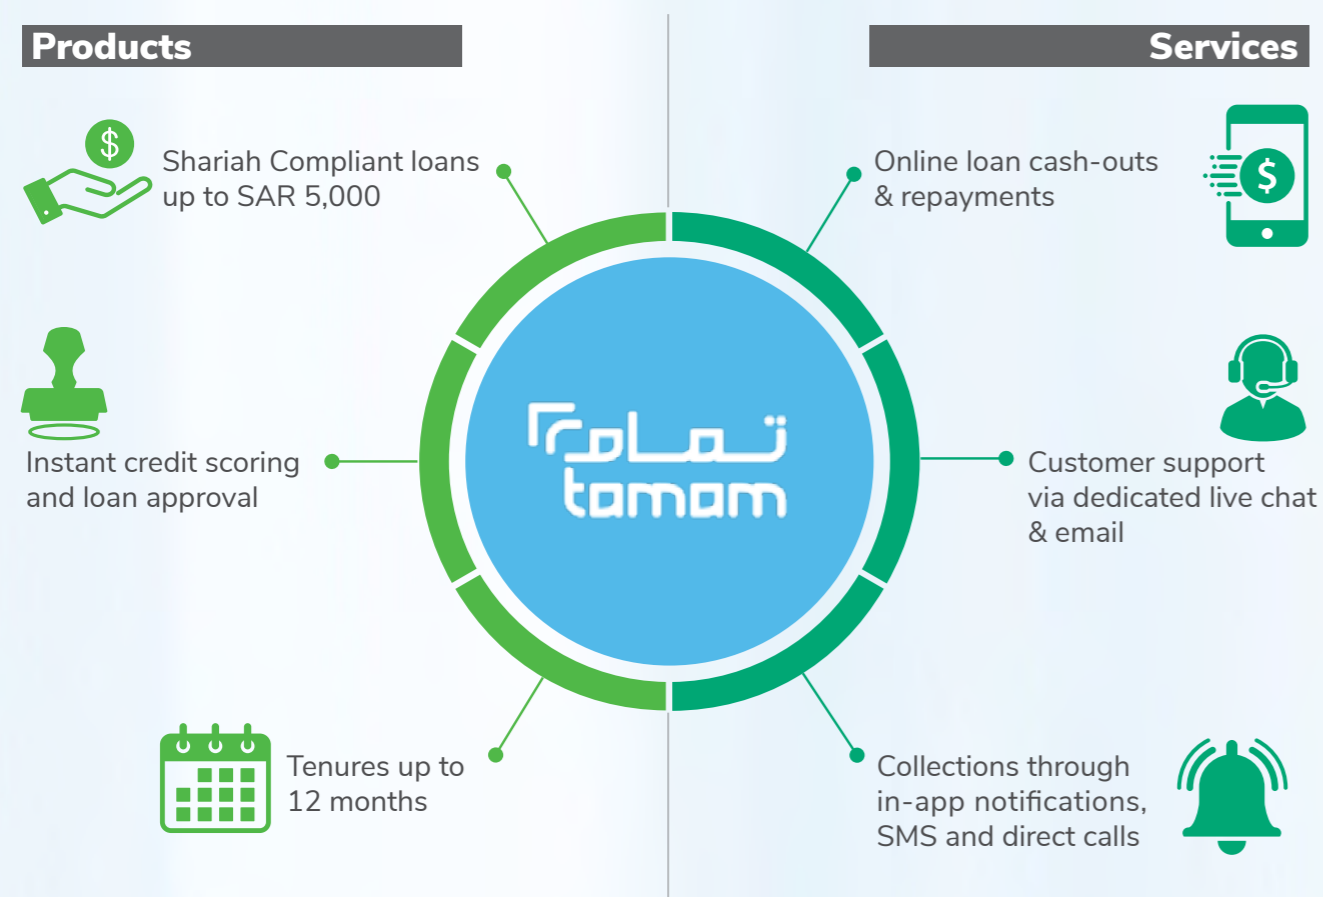 Products
Services
Shariah Compliant loans
up to SAR 5,000
Online loan cash-outs
& repayments
Instant credit scoring
and loan approval
تمام
tamam
Customer support
via dedicated live chat
& email
Tenures up to
12 months
Collections through
in-app notifications,
SMS and direct calls